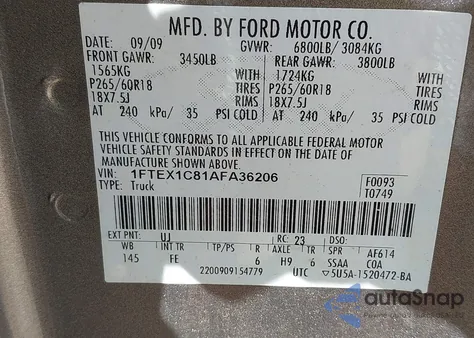 MFD. BY FORD MOTOR CO.
DATE: 09/09 GVWR: 6800LB/ 3084KG
FRONT GAWR: 3450LB REAR GAWR: 3800LB
1565KG WITH 1724KG WITH
P265/60R18 TIRES P265/60R18 TIRES
18X7.5J RIMS 18X7.5J RIMS
AT 240 kPa/ 35 PSI COLD AT 240 kPa/ 35 PSI COLD
THIS VEHICLE CONFORMS TO ALL APPLICABLE FEDERAL MOTOR
VEHICLE SAFETY STANDARDS IN EFFECT ON THE DATE OF
MANUFACTURE SHOWN ABOVE.
VIN: 1FTEX1C81AFA36206 F0093
TYPE: Truck T0749
EXT PNT: UJ RC: 23 DSO:
WB INT TR R AXLE TR SPR AF614
145 FE 6 H9 6 SSAA COA
2200909154779 UTC ▽5U5A-1520472-BA
autoSnap